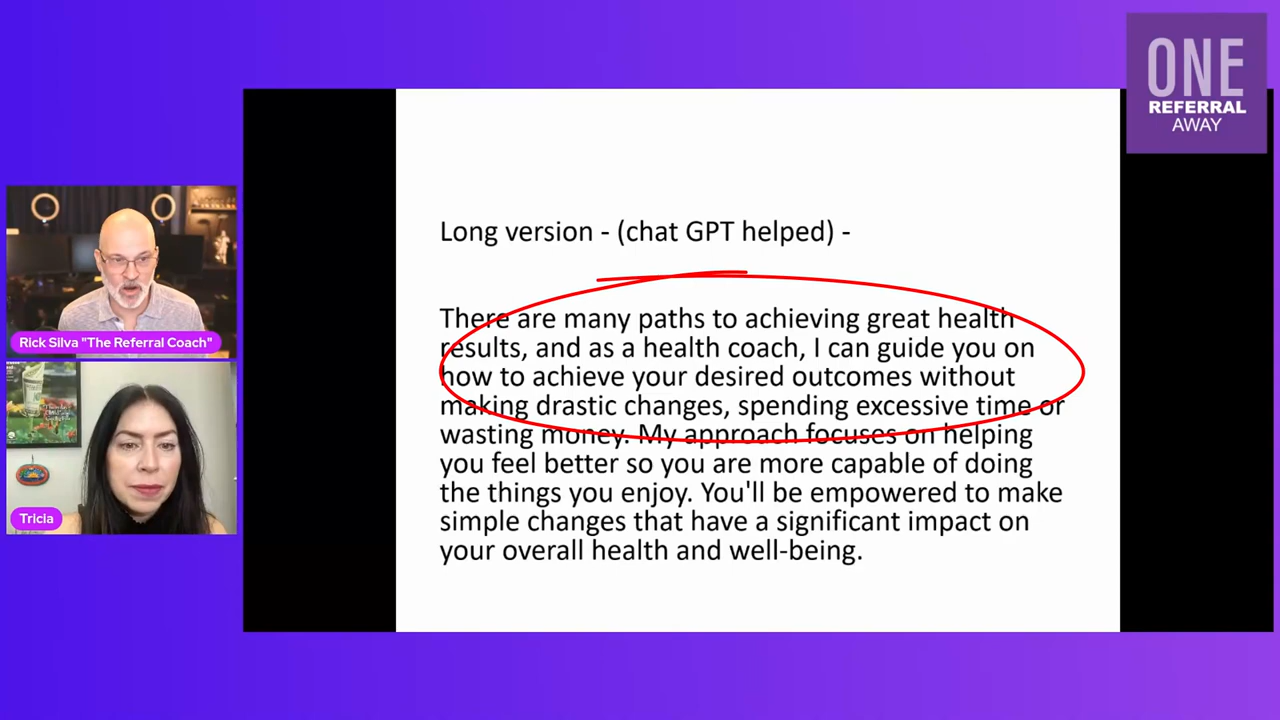 ONE
REFERRAL
AWAY
Long version - (chat GPT helped) -
There are many paths to achieving great health
results, and as a health coach, I can guide you on
how to achieve your desired outcomes without
making drastic changes, spending excessive time or
wasting money. My approach focuses on helping
you feel better so you are more capable of doing
the things you enjoy. You'll be empowered to make
simple changes that have a significant impact on
your overall health and well-being.
Rick Silva "The Referral Coach"
Tricia